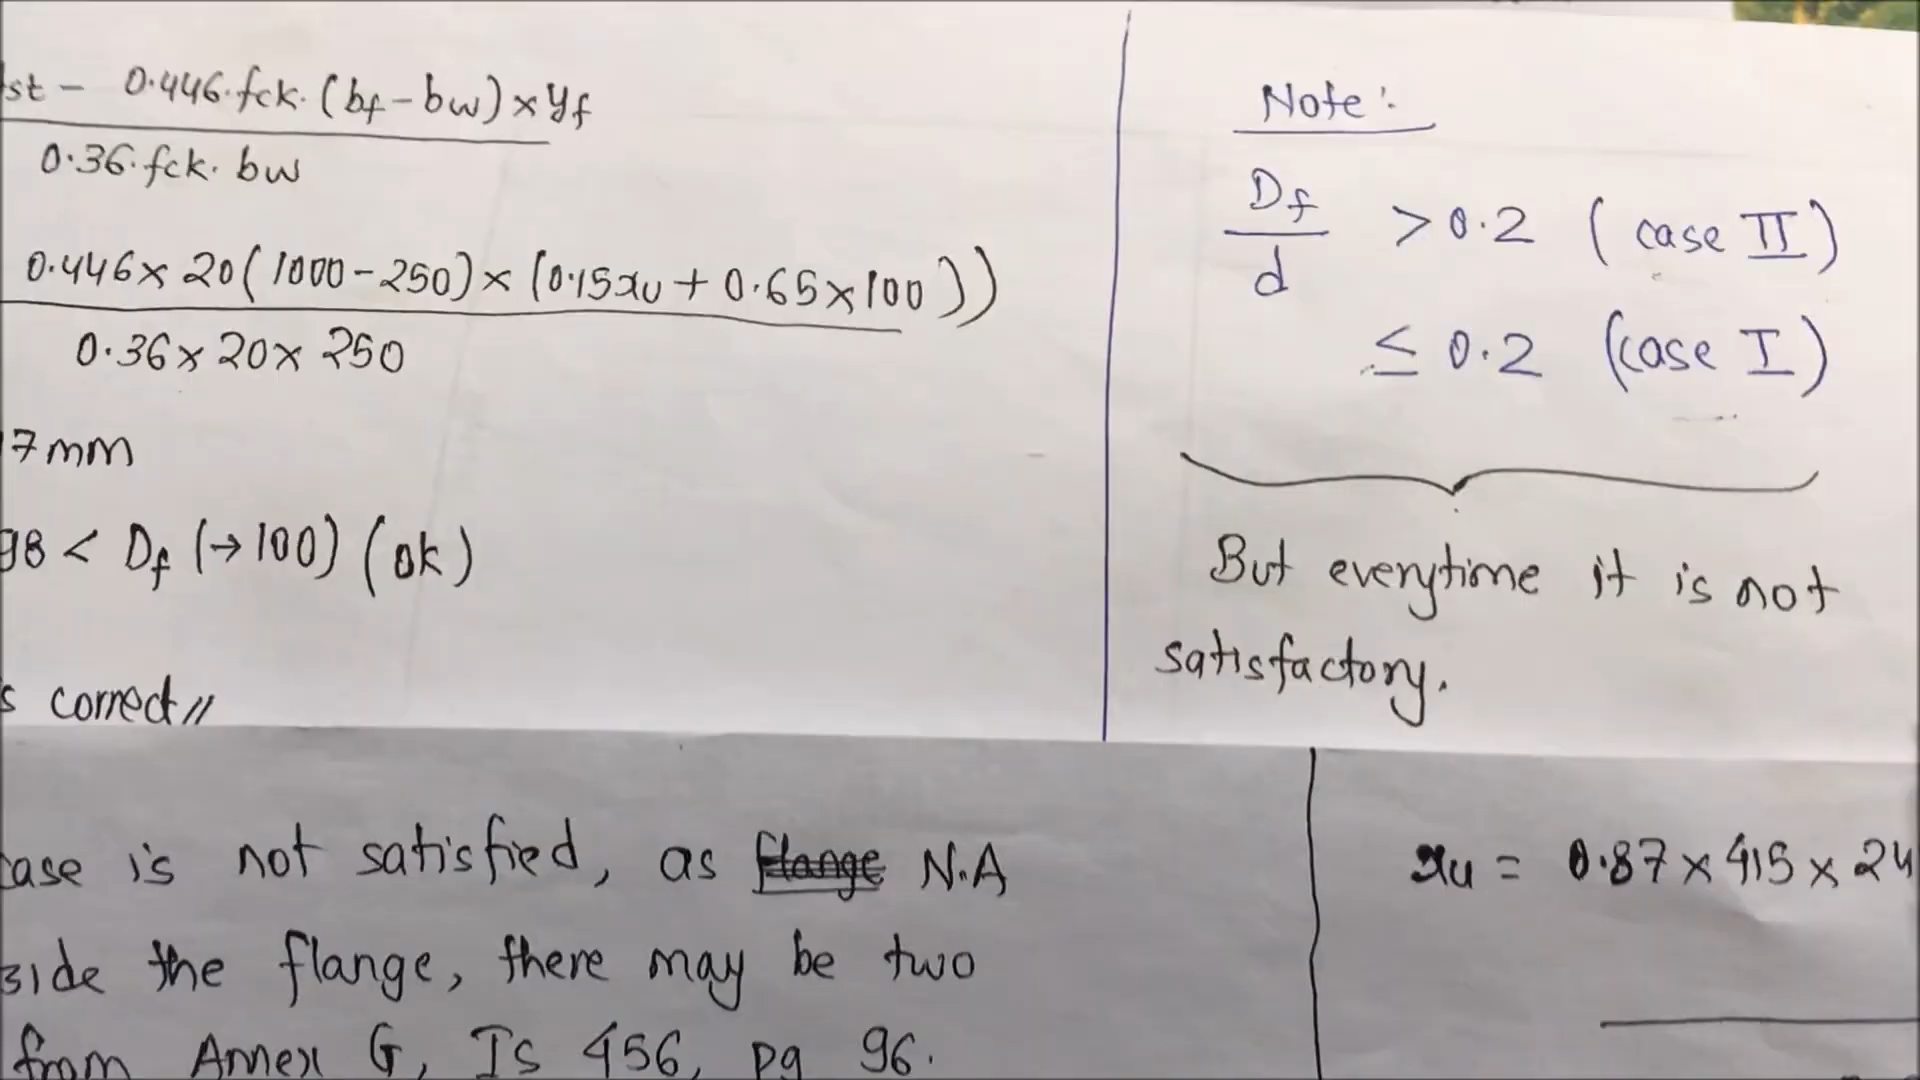 st - 0.446.fck.(bf-bw)×yf
0.36.fck.bw
0.446×20(1000-250)×(0.15xu+0.65×100))
0.36×20×250
7mm
98 < Df (→100) (ok)
s correct//
Note:
Df/d >0.2 (case II)
≤ 0.2 (case I)
But everytime it is not
satisfactory.
case is not satisfied, as flange N.A
side the flange, there may be two
from Annex G, Is 456, pg 96.
xu = 0.87×415×24